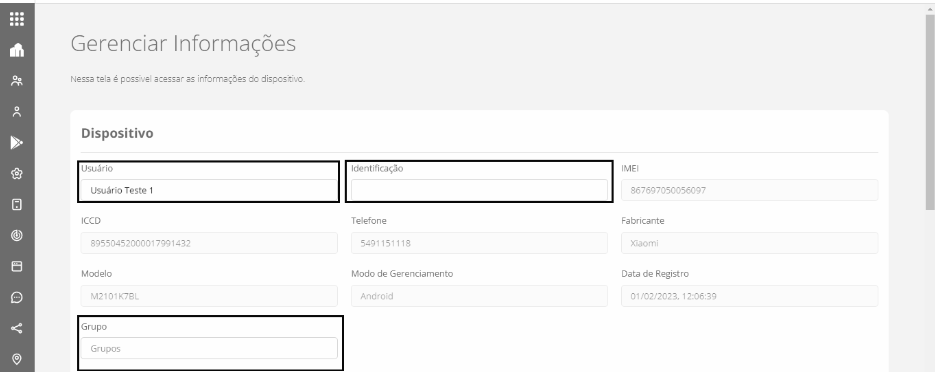 Gerenciar Informações
Nessa tela é possivel acessar as informações do dispositivo.
Dispositivo
Usuário Identificação IMEI
Usuário Teste 1 867697050056097
ICCD Telefone Fabricante
89550452000017991432 5491151118 Xiaomi
Modelo Modo de Gerenciamento Data de Registro
M2101K7BL Android 01/02/2023, 12:06:39
Grupo
Grupos